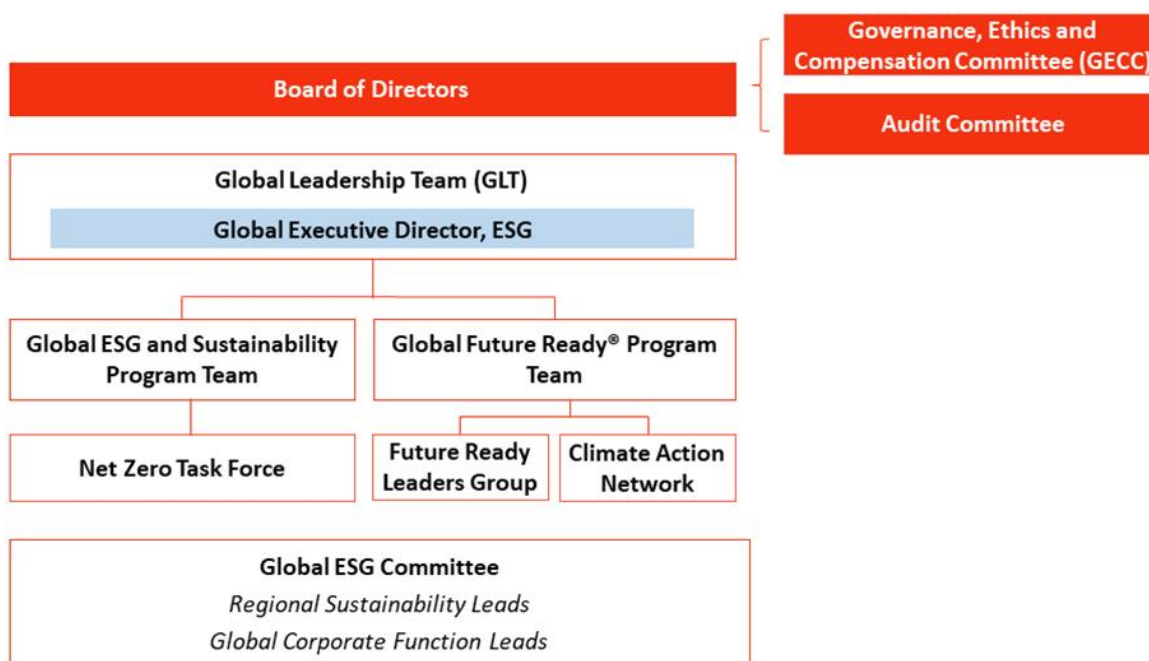 Governance, Ethics and
Compensation Committee (GECC)
Board of Directors
Audit Committee
Global Leadership Team (GLT)
Global Executive Director, ESG
Global ESG and Sustainability
Program Team
Global Future Ready® Program
Team
Net Zero Task Force
Future Ready
Leaders Group
Climate Action
Network
Global ESG Committee
Regional Sustainability Leads
Global Corporate Function Leads